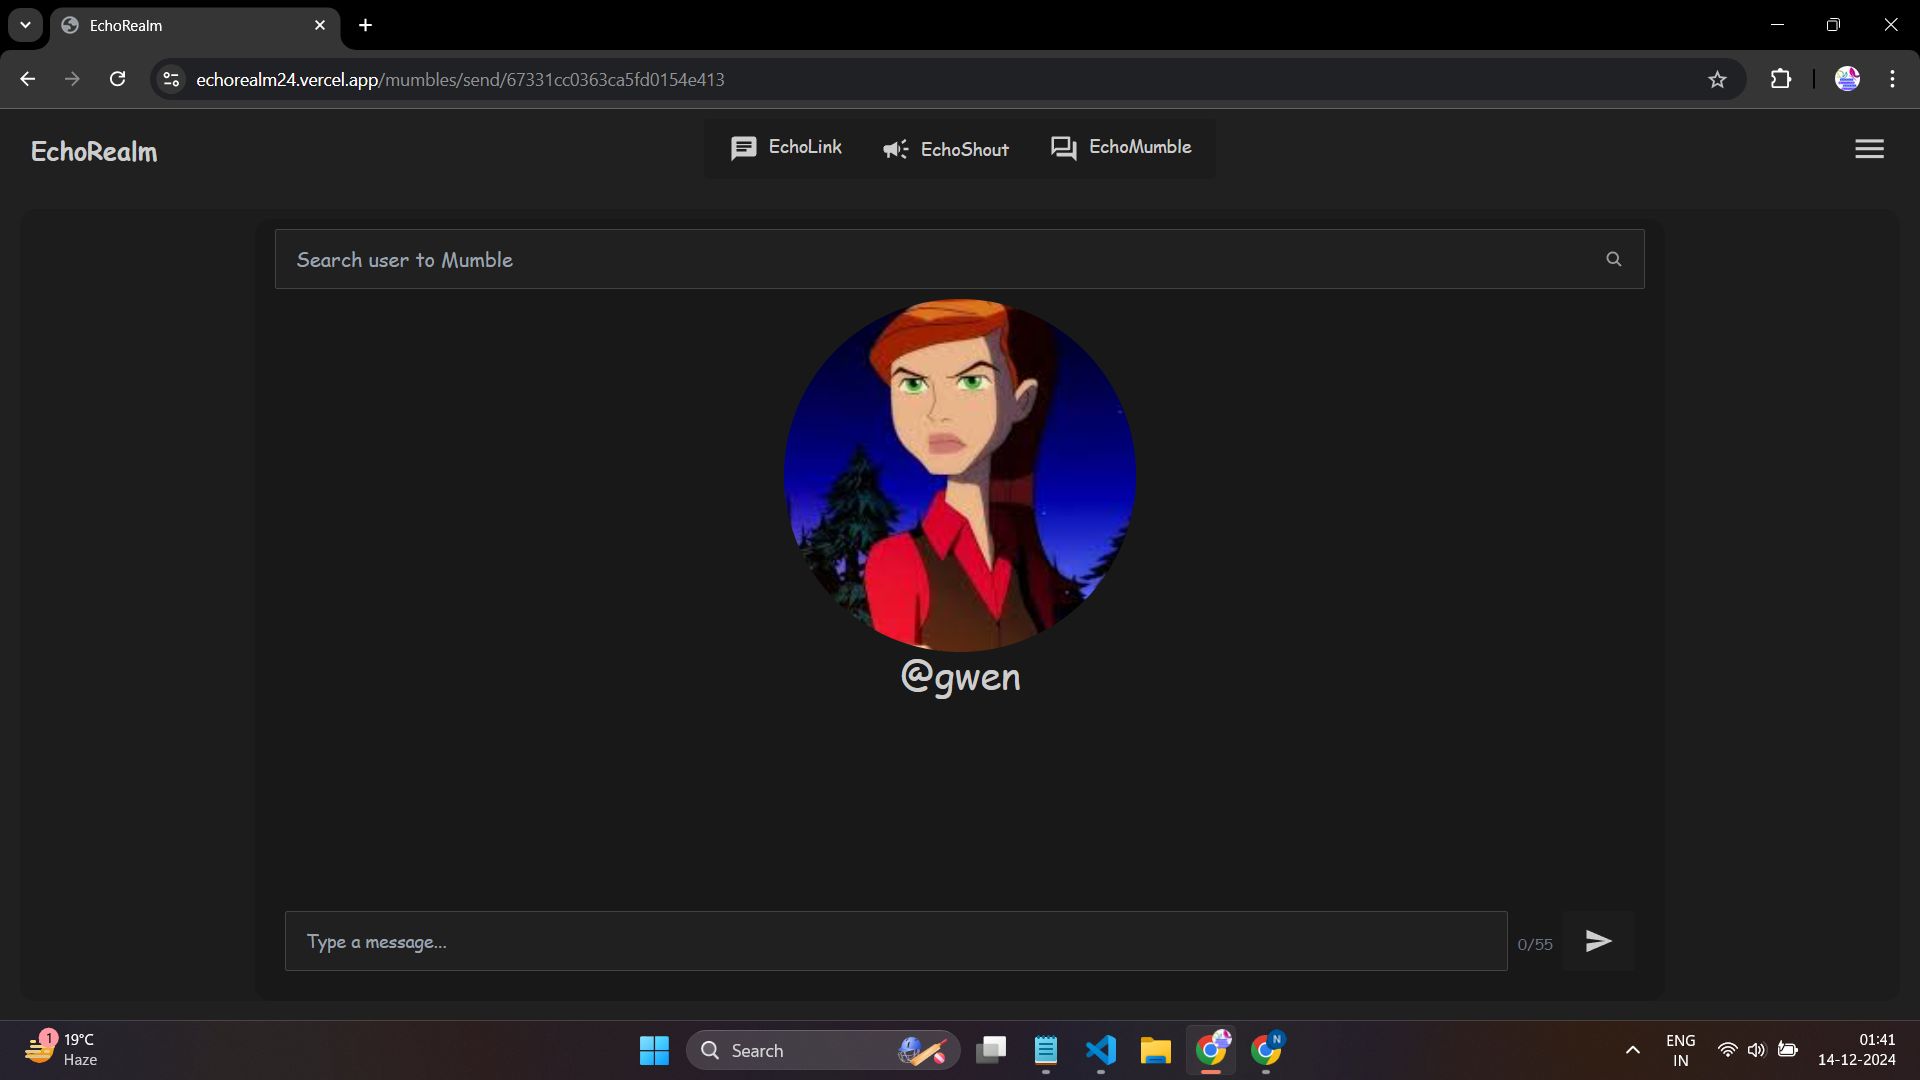 EchoRealm
echorealm24.vercel.app/mumbles/send/67331cc0363ca5fd0154e413
EchoRealm
EchoLink
EchoShout
EchoMumble
Search user to Mumble
@gwen
Type a message...
0/55
1
19°C
Haze
Search
N
ENG
IN
01:41
14-12-2024